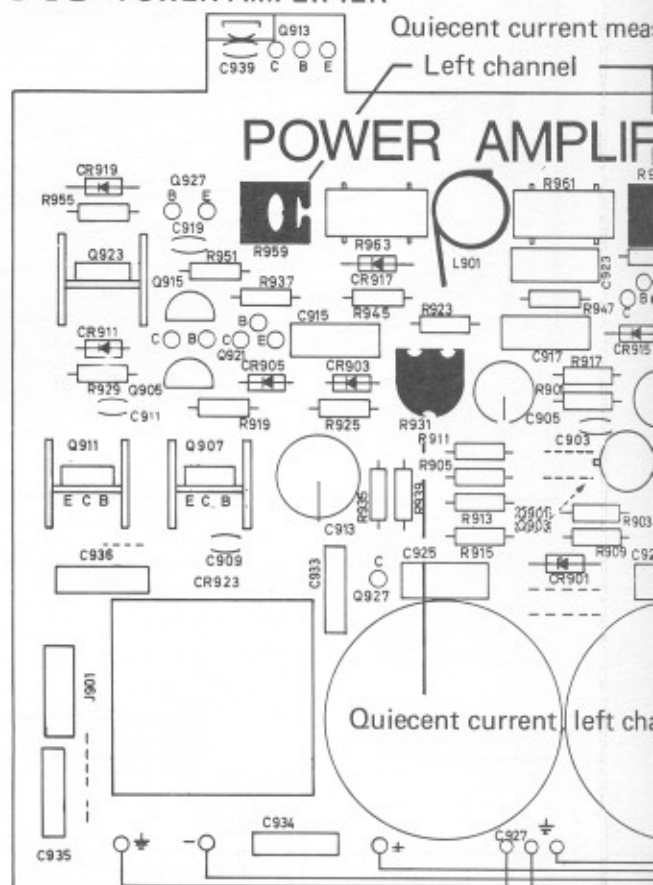 POWER AMPLIFIER
Q913
Quiecent current meas
C939 C B E
Left channel
POWER AMPLIF
CR919
R955
Q927
B E
C919
R959
R961
R9
R963
CR917
L901
C923
Q923
R951
Q915
R937
R945
R923
R947
C B
CR911
C B
B
C E
Q921
C915
C917
CR915
R929
Q905
CR905
CR903
R917
R901
C911
R919
R925
R931
C905
C903
Q911
Q907
R911
R905
E C B
E C B
C913
R935
R939
R913
Q901
Q903
R903
C936
C909
CR923
C933
C
Q927
C925
R915
R909
CR901
C92
J901
Quiecent current, left cha
C935
C934
- +
C927